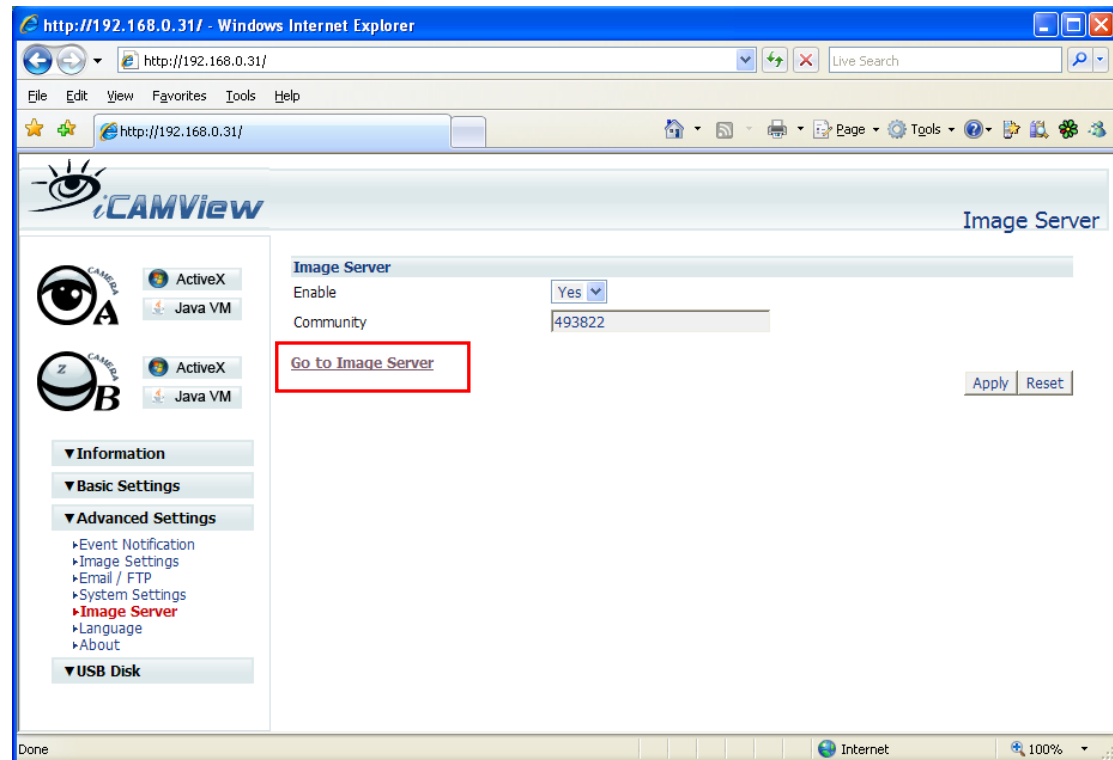 http://192.168.0.31/ - Windows Internet Explorer
http://192.168.0.31/
Live Search
File Edit View Favorites Tools Help
http://192.168.0.31/
Page Tools
iCAMView
Image Server
CAMERA
A
ActiveX
Java VM
CAMERA
Z
B
ActiveX
Java VM
Image Server
Enable Yes
Community 493822
Go to Image Server
Apply Reset
▼Information
▼Basic Settings
▼Advanced Settings
Event Notification
Image Settings
Email / FTP
System Settings
Image Server
Language
About
▼USB Disk
Done Internet 100%